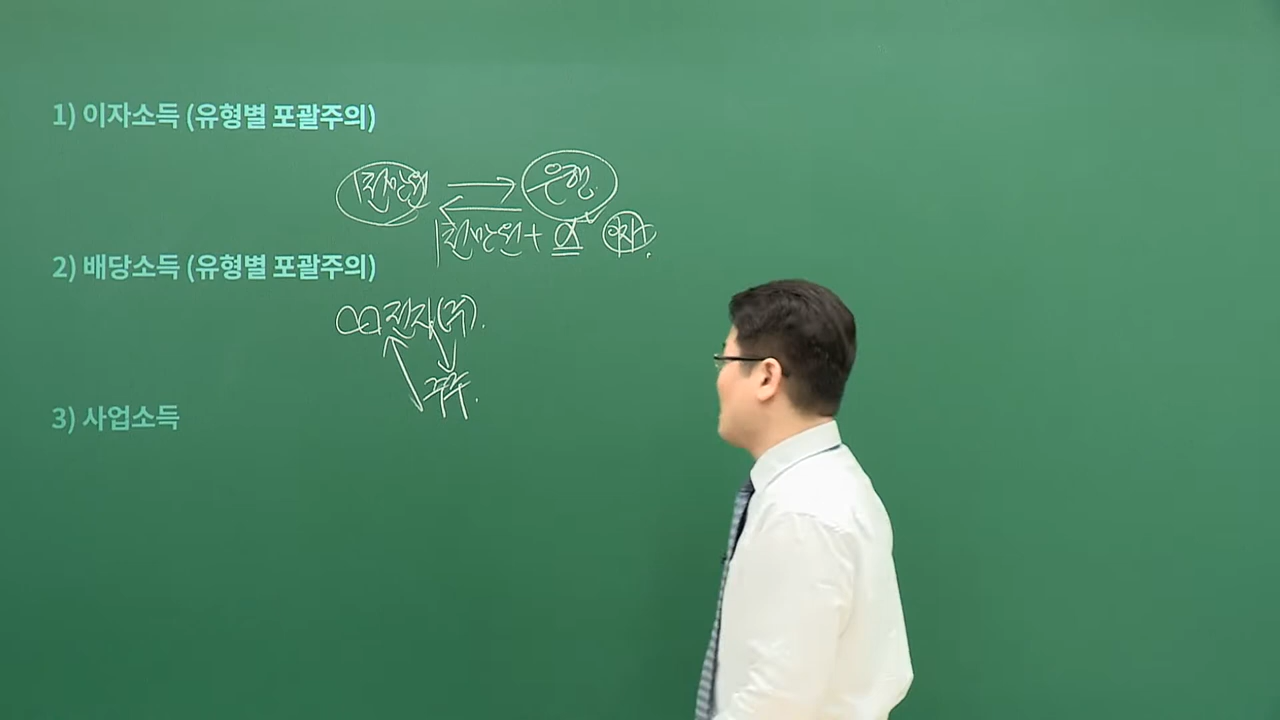 1) 이자소득 (유형별 포괄주의)
1천만원 은행
1천만원 + α 이자
2) 배당소득 (유형별 포괄주의)
전자(주)
주주
3) 사업소득